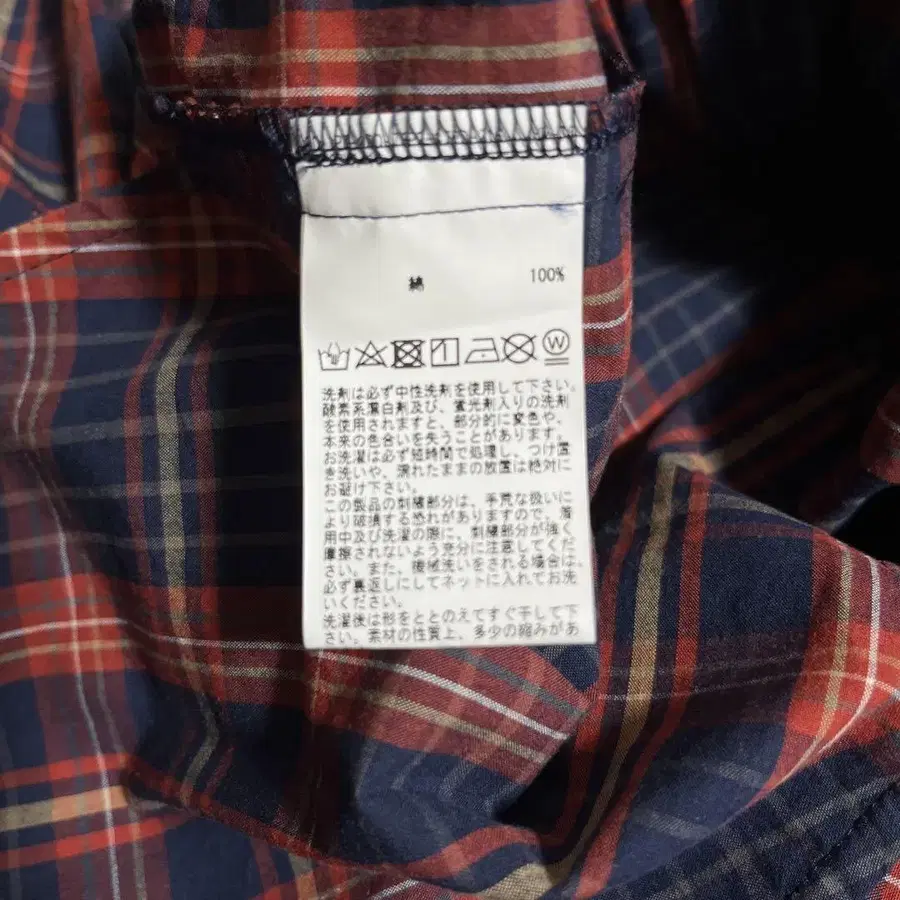 綿 100%
W
洗剤は必ず中性洗剤を使用して下さい。
酸素系漂白剤及び、蛍光剤入りの洗剤
を使用されますと、部分的に変色や、
本来の色合いを失うことがあります。
お洗濯は必ず短時間で処理し、つけ置
き洗いや、濡れたままの放置は絶対に
お避け下さい。
この製品の刺繍部分は、手荒な扱いに
より破損する恐れがありますので、着
用中及び洗濯の際に、刺繍部分が強く
摩擦されないよう充分に注意してくだ
さい。また、機械洗いをされる場合は、
必ず裏返しにしてネットに入れてお洗
いください。
洗濯後は形をととのえてすぐ干して下
さい。素材の性質上、多少の縮みがあ